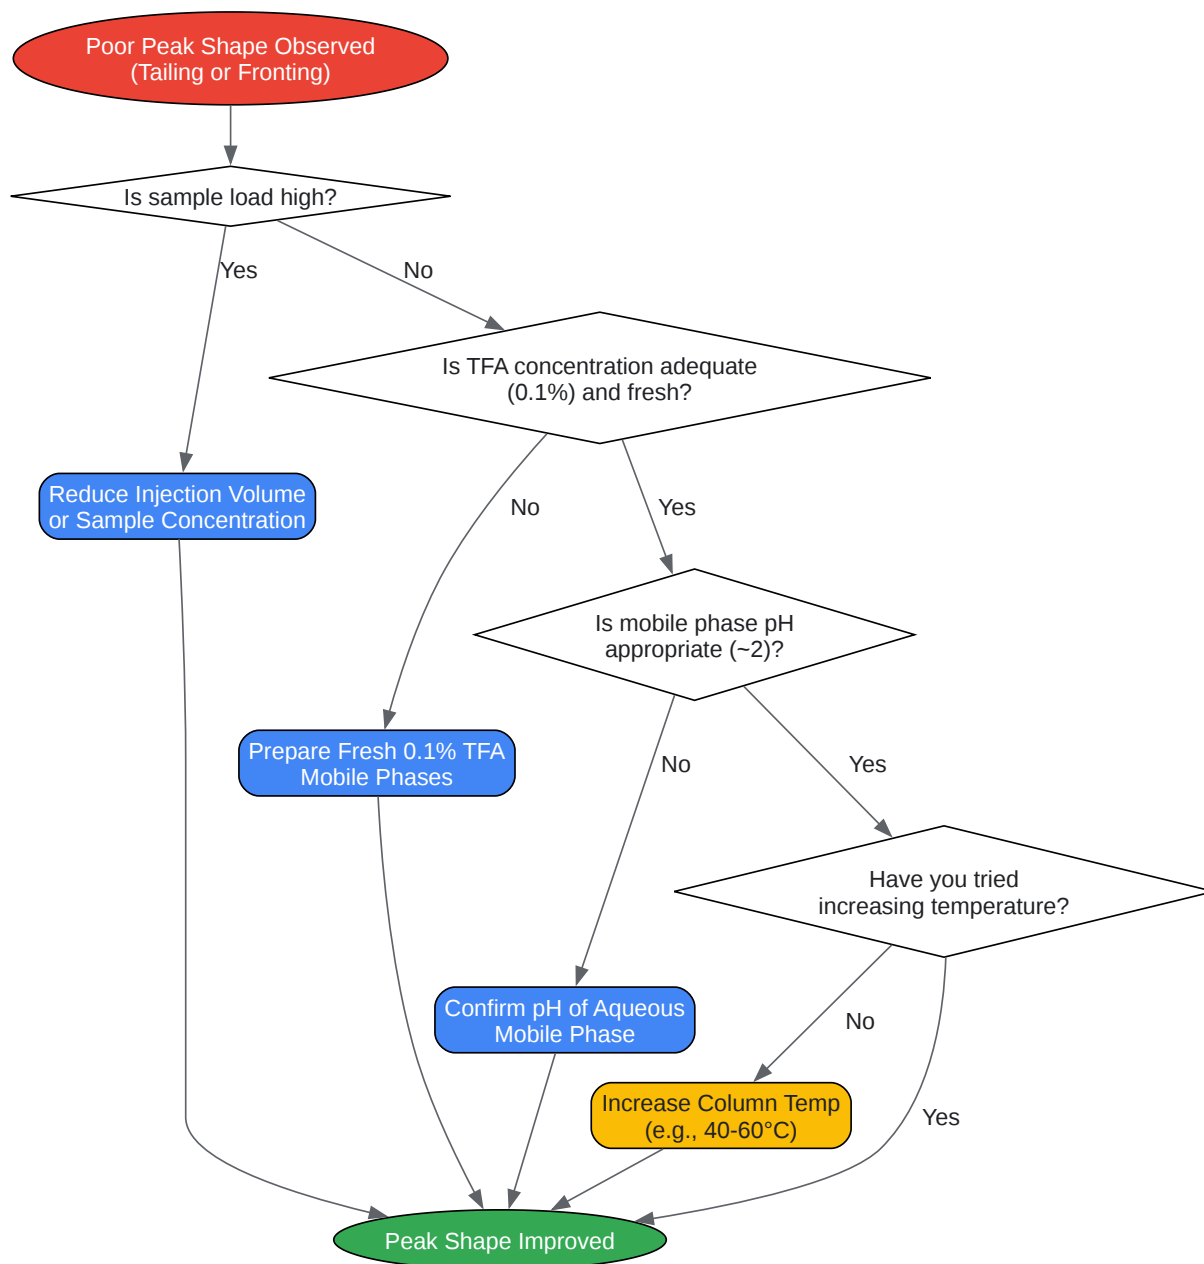 Poor Peak Shape Observed
(Tailing or Fronting)
Is sample load high?
Yes
No
Is TFA concentration adequate
(0.1%) and fresh?
Reduce Injection Volume
or Sample Concentration
No
Yes
Is mobile phase pH
appropriate (~2)?
Prepare Fresh 0.1% TFA
Mobile Phases
No
Yes
Have you tried
increasing temperature?
Confirm pH of Aqueous
Mobile Phase
No
Increase Column Temp
(e.g., 40-60°C)
Yes
Peak Shape Improved